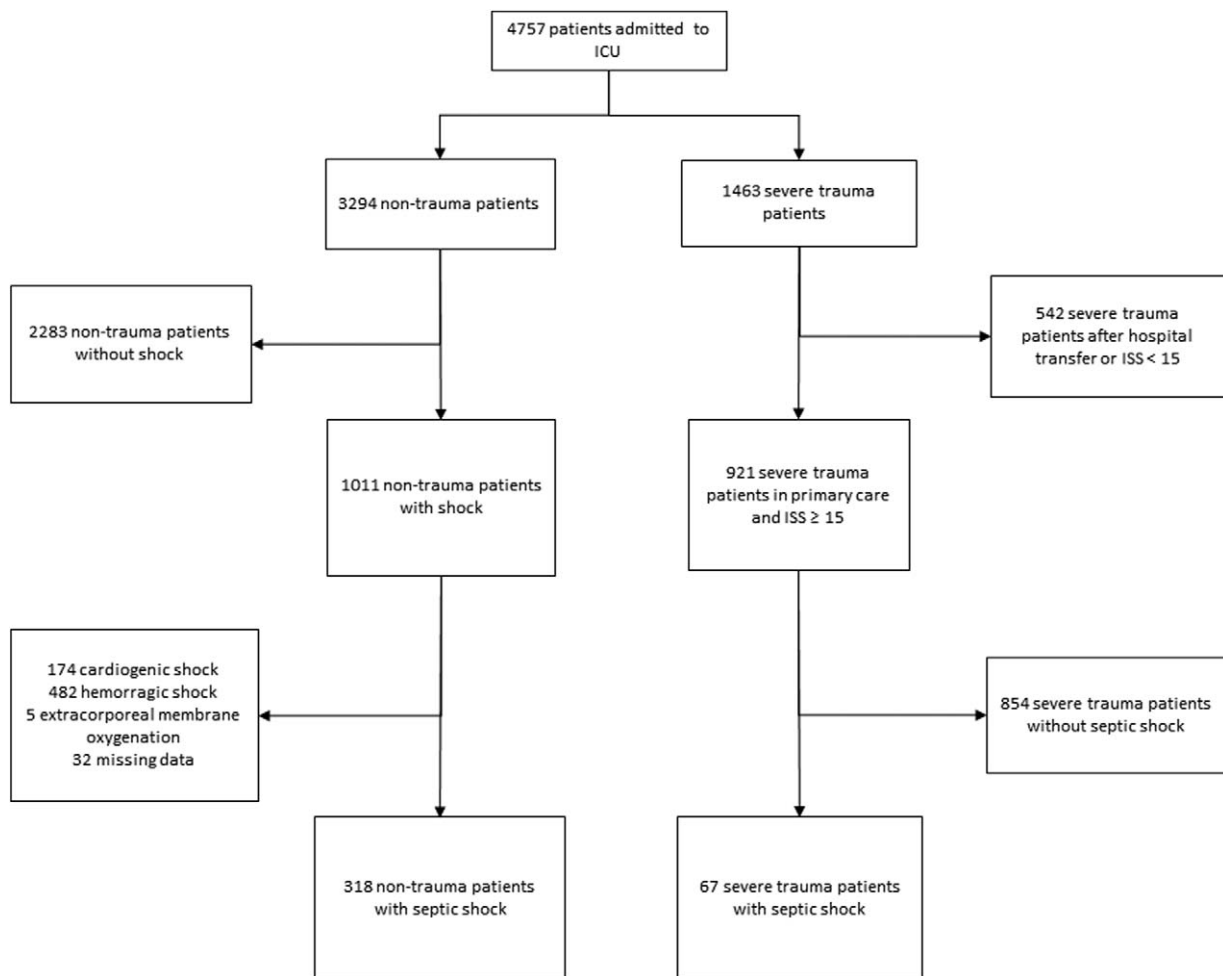 4757 patients admitted to
ICU
3294 non-trauma patients
1463 severe trauma
patients
2283 non-trauma patients
without shock
542 severe trauma
patients after hospital
transfer or ISS < 15
1011 non-trauma patients
with shock
921 severe trauma
patients in primary care
and ISS ≥ 15
174 cardiogenic shock
482 hemorragic shock
5 extracorporeal membrane
oxygenation
32 missing data
854 severe trauma patients
without septic shock
318 non-trauma patients
with septic shock
67 severe trauma patients
with septic shock